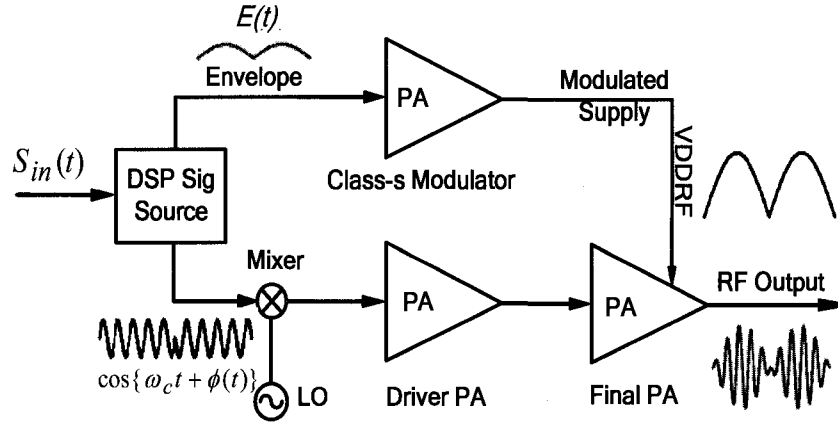 E(t)
Envelope
PA
Modulated
Supply
S_in(t)
DSP Sig
Source
Class-s Modulator
VDDRF
Mixer
PA
PA
RF Output
cos{ω_c t + ϕ(t)}
LO
Driver PA
Final PA